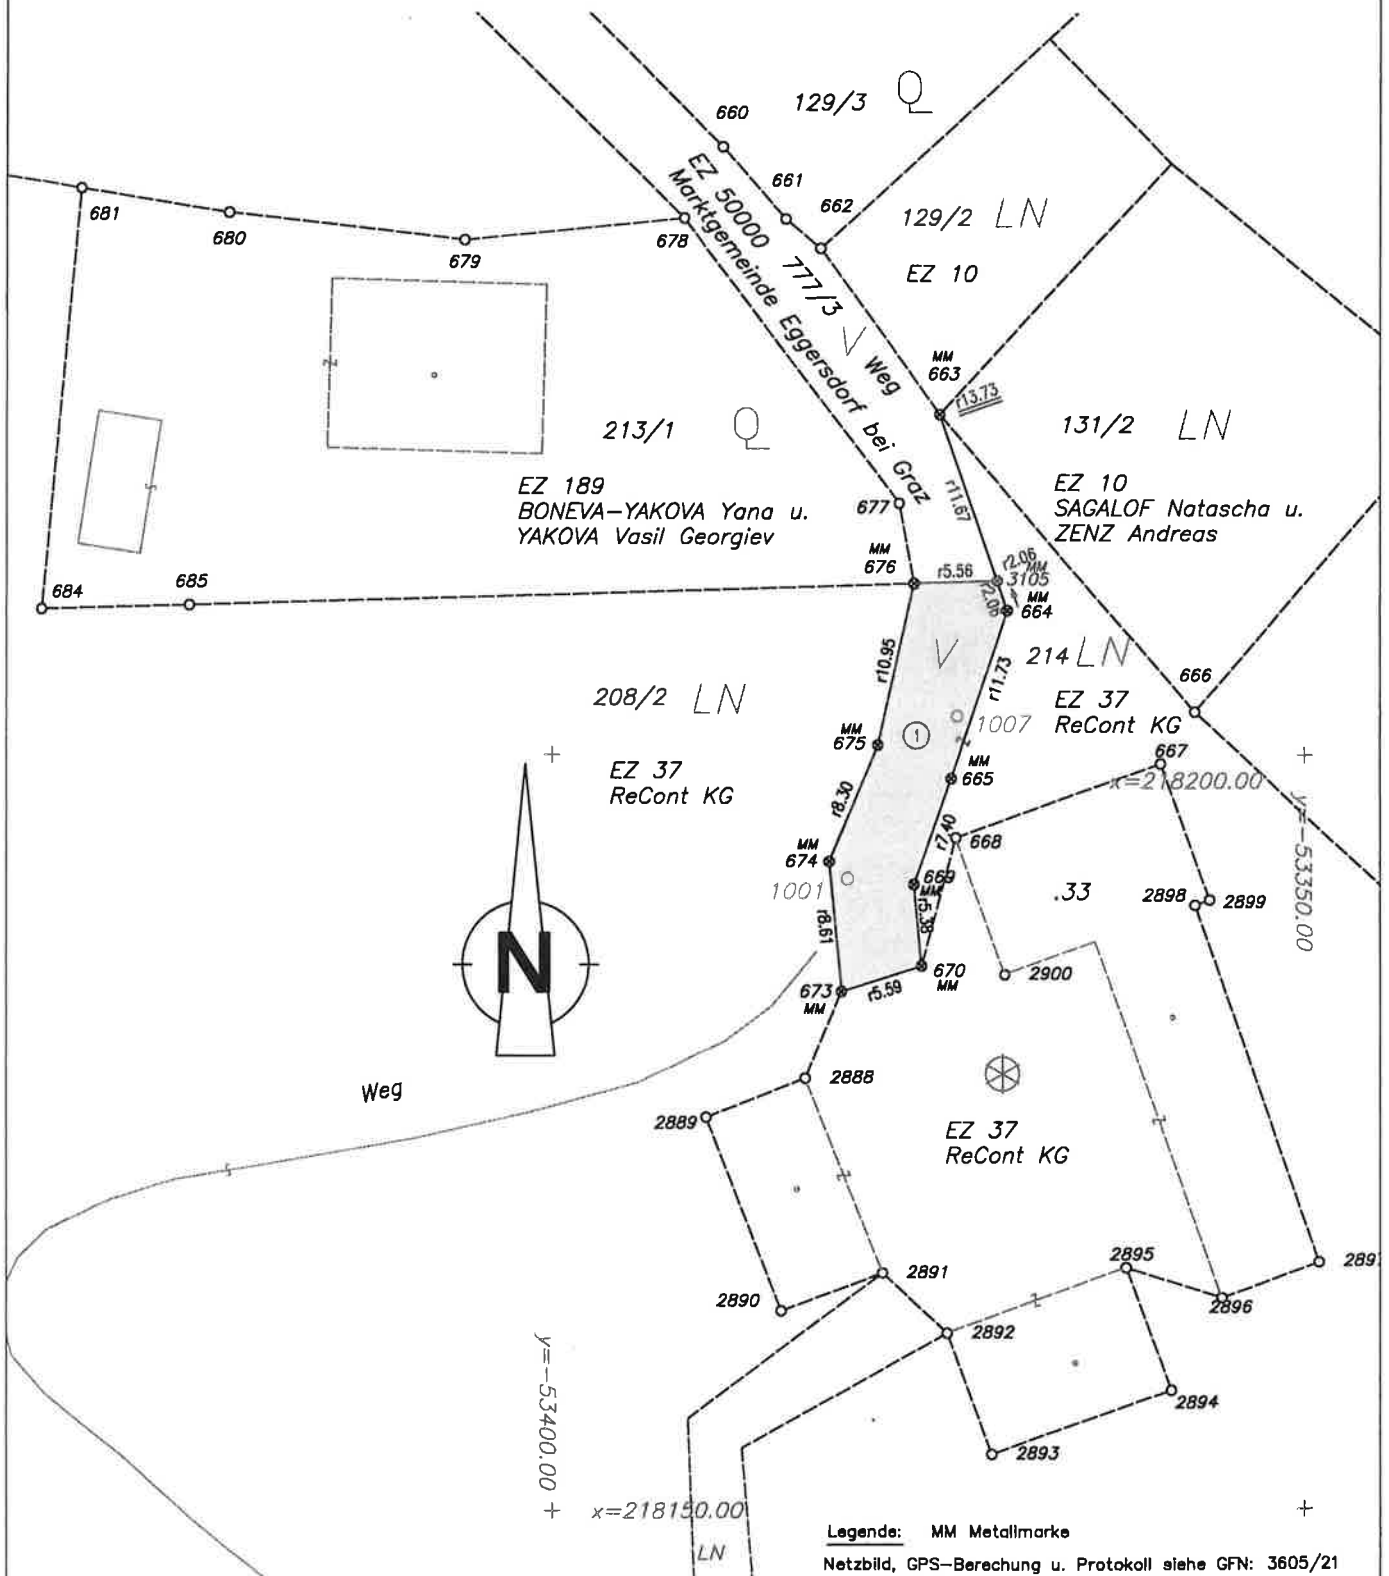 129/3
660
661
662
681
680
679
678
EZ 50000
Marktgemeinde Eggersdorf bei Graz
777/3
Weg
129/2 LN
EZ 10
MM
663
r13.73
213/1
131/2 LN
EZ 189
BONEVA-YAKOVA Yana u.
YAKOVA Vasil Georgiev
EZ 10
SAGALOF Natascha u.
ZENZ Andreas
r11.67
677
MM
676
r5.56
r2.06
MM
3105
r2.06
MM
664
684
685
r10.95
V
r11.73
214 LN
666
208/2 LN
EZ 37
ReCont KG
1007
1
MM
675
MM
665
667
x=218200.00
EZ 37
ReCont KG
r8.30
r7.40
668
y=-53350.00
MM
674
1001
669
MM
.33
2898
2899
r8.61
r5.38
N
670
MM
2900
673
MM
r5.59
Weg
2888
2889
EZ 37
ReCont KG
2891
2895
2897
2890
2896
2892
y=-53400.00
2894
2893
x=218150.00
LN
Legende: MM Metallmarke
Netzbild, GPS-Berechung u. Protokoll siehe GFN: 3605/21